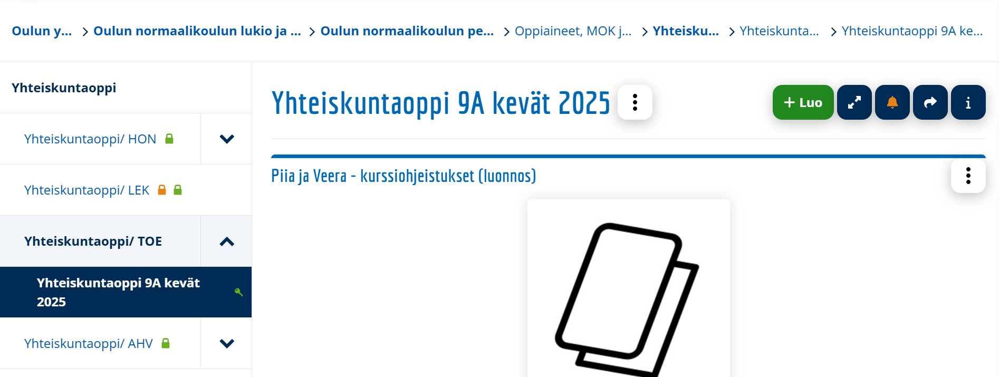 Oulun y... Oulun normaalikoulun lukio ja ... Oulun normaalikoulun pe... Oppiaineet, MOK j... Yhteisku... Yhteiskunta... Yhteiskuntaoppi 9A ke...
Yhteiskuntaoppi
Yhteiskuntaoppi/ HON
Yhteiskuntaoppi/ LEK
Yhteiskuntaoppi/ TOE
Yhteiskuntaoppi 9A kevät
2025
Yhteiskuntaoppi/ AHV
Yhteiskuntaoppi 9A kevät 2025
+ Luo
Piia ja Veera - kurssiohjeistukset (luonnos)